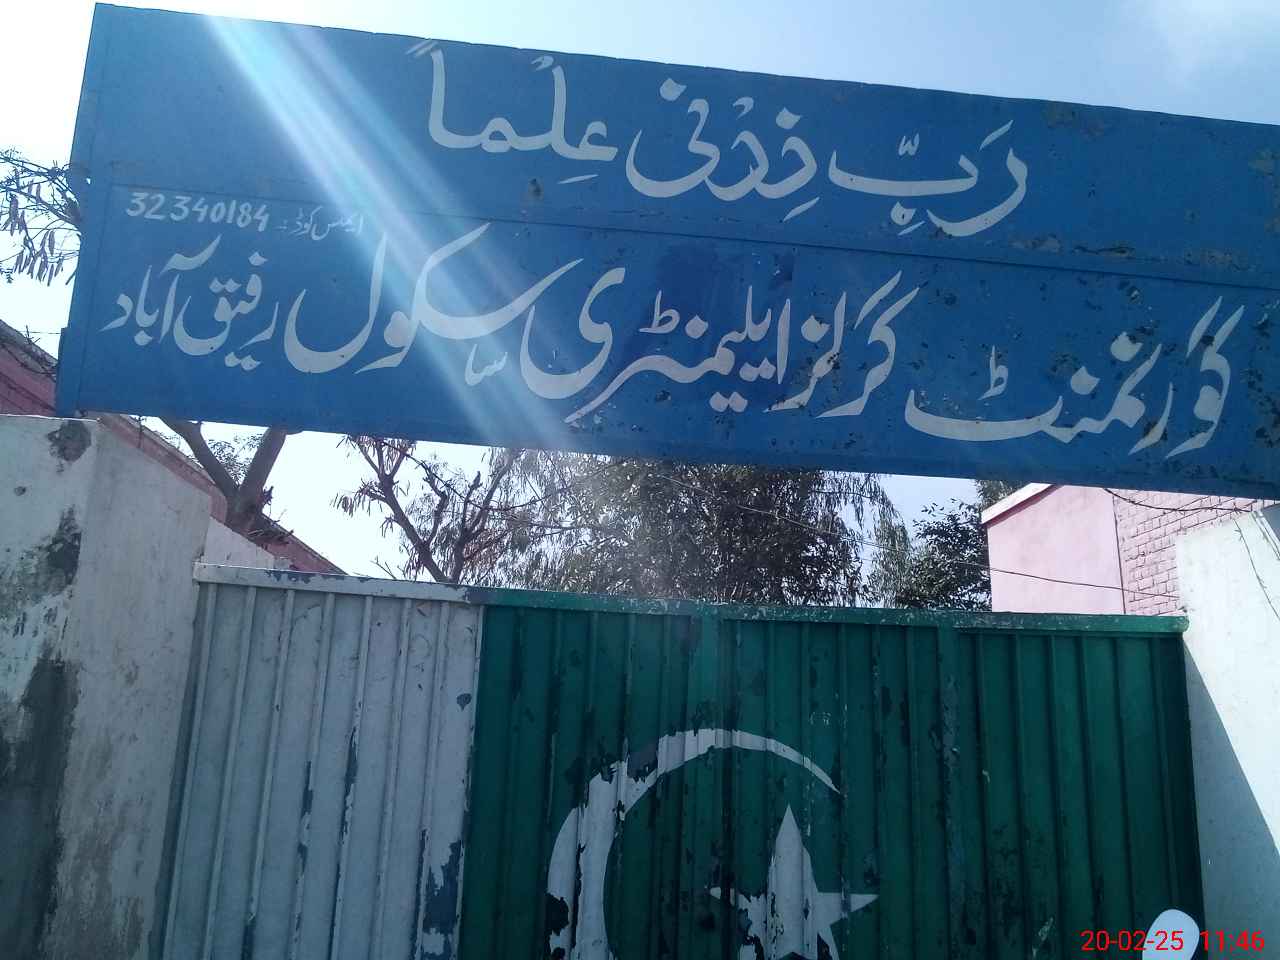 رَبِّ زِدْنِی عِلْماً
ایمس کوڈ:- 32340184
گورنمنٹ گرلز ایلیمنٹری سکول رفیق آباد
20-02-25 11:46